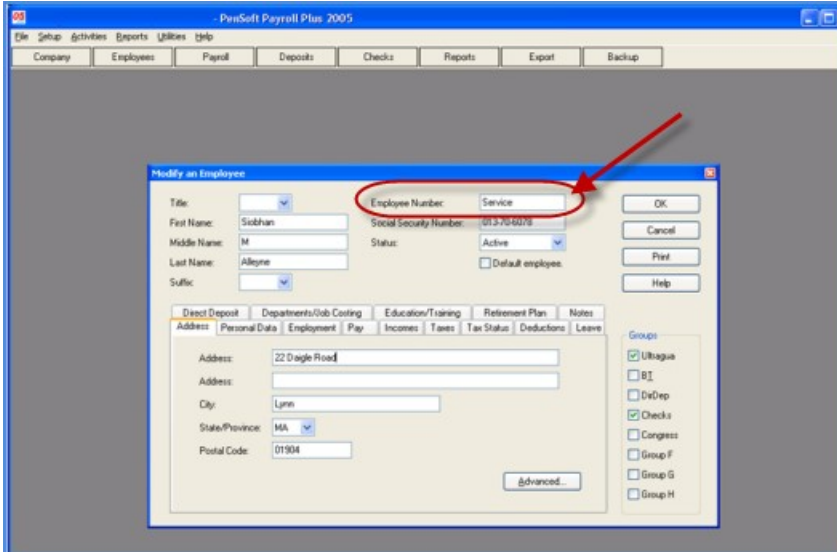 - PenSoft Payroll Plus 2005
File Setup Activities Reports Utilities Help
Company Employees Payroll Deposits Checks Reports Export Backup
Modify an Employee
Title: Employee Number: Service OK
First Name: Siobhan Social Security Number: 013-70-6078 Cancel
Middle Name: M Status: Active Print
Last Name: Alleyne Default employee.
Suffix: Help
Direct Deposit Departments/Job Costing Education/Training Retirement Plan Notes
Address Personal Data Employment Pay Incomes Taxes Tax Status Deductions Leave
Groups
Address: 22 Daigle Road
Address:
City: Lynn
State/Province: MA
Postal Code: 01904
Advanced...
Ultragua
BT
DirDep
Checks
Congress
Group F
Group G
Group H